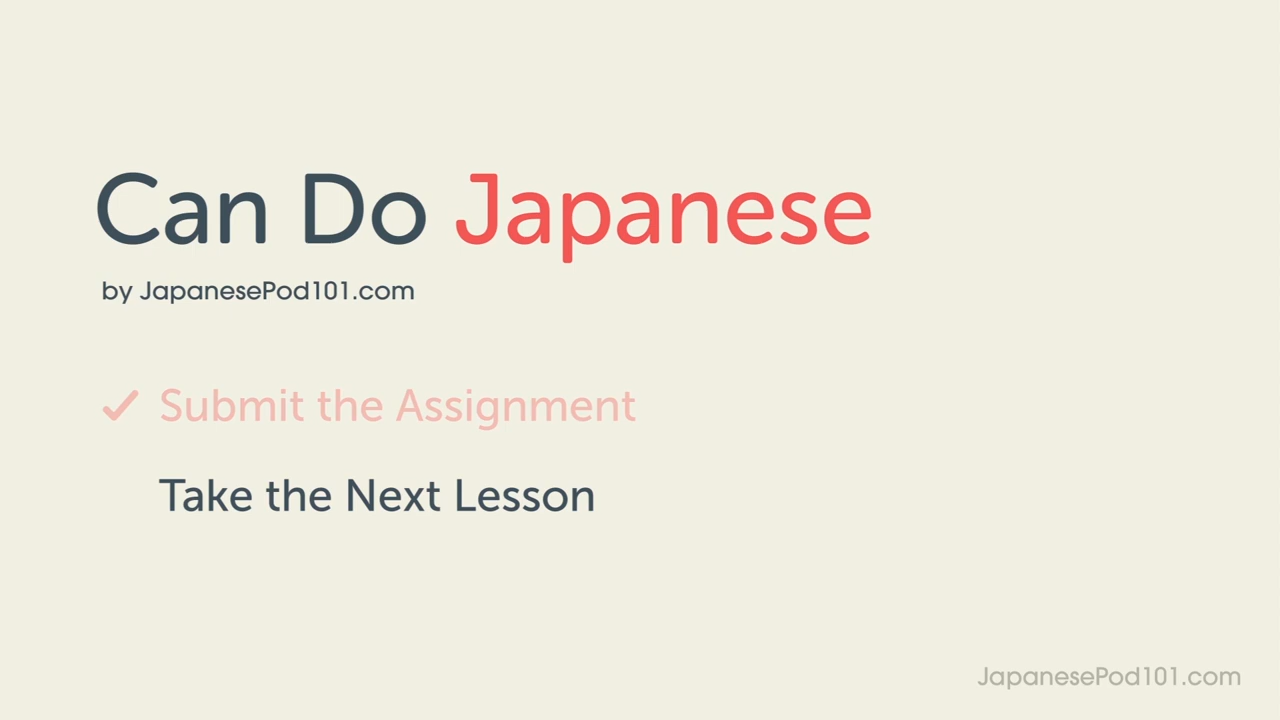 Can Do Japanese
by JapanesePod101.com
Submit the Assignment
Take the Next Lesson
JapanesePod101.com